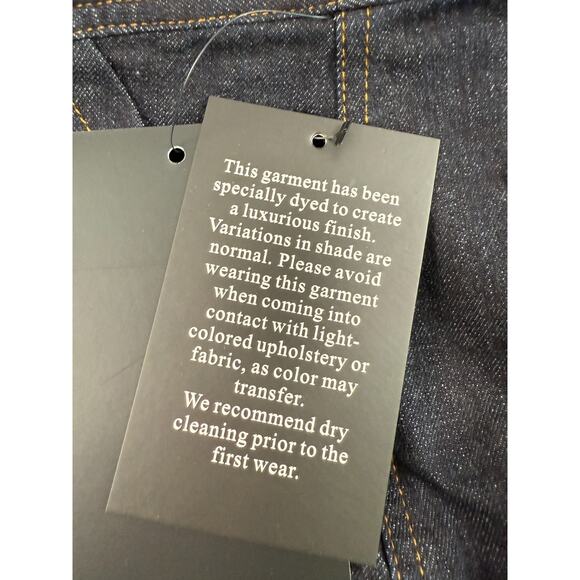 This garment has been
specially dyed to create
a luxurious finish.
Variations in shade are
normal. Please avoid
wearing this garment
when coming into
contact with light-
colored upholstery or
fabric, as color may
transfer.
We recommend dry
cleaning prior to the
first wear.